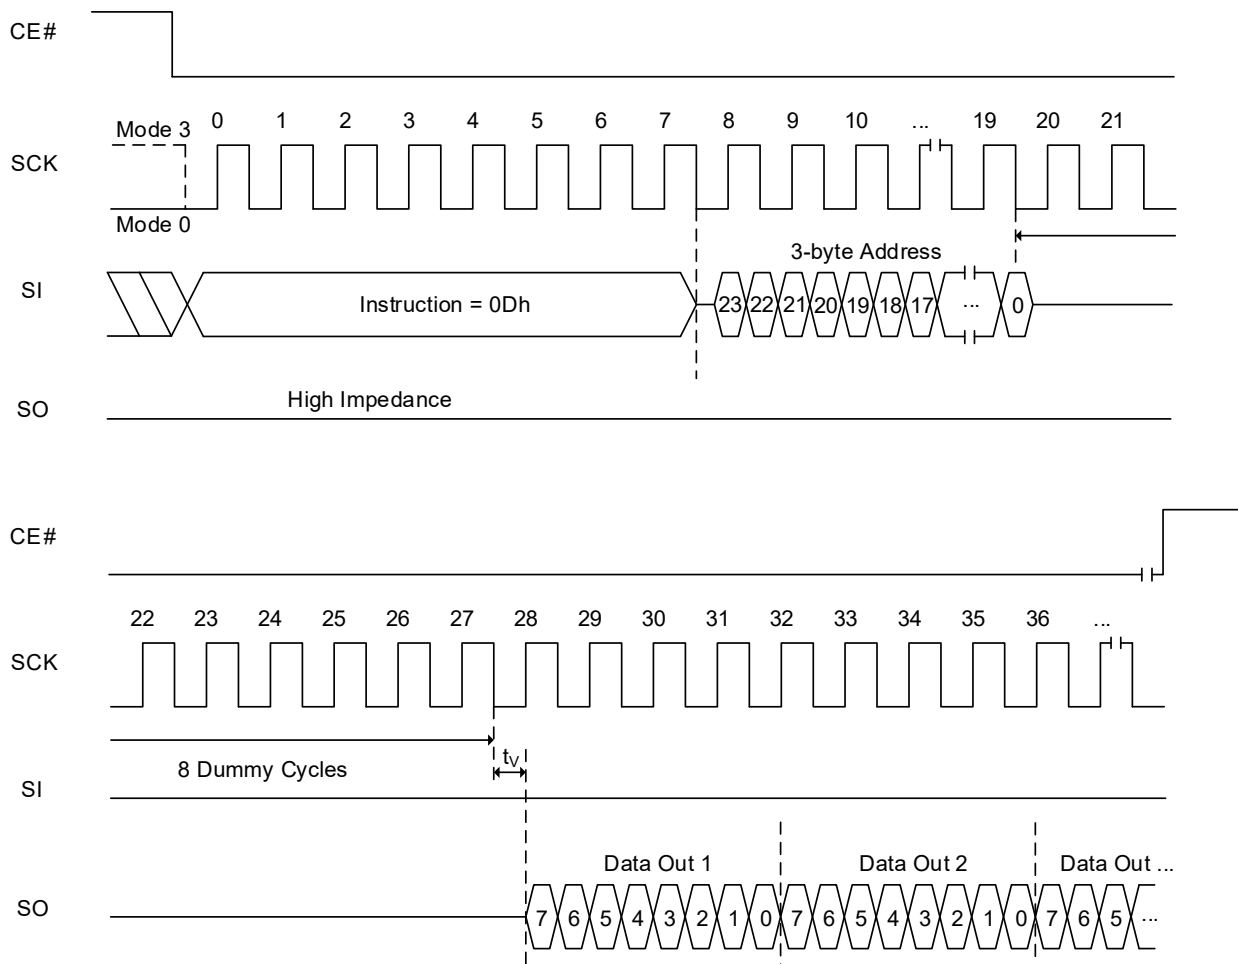 CE#
0 1 2 3 4 5 6 7 8 9 10 ... 19 20 21
Mode 3
SCK
Mode 0
3-byte Address
SI
Instruction = 0Dh
23 22 21 20 19 18 17 ... 0
High Impedance
SO
CE#
22 23 24 25 26 27 28 29 30 31 32 33 34 35 36 ...
SCK
tV
8 Dummy Cycles
SI
Data Out 1 Data Out 2 Data Out ...
SO
7 6 5 4 3 2 1 0 7 6 5 4 3 2 1 0 7 6 5 ...